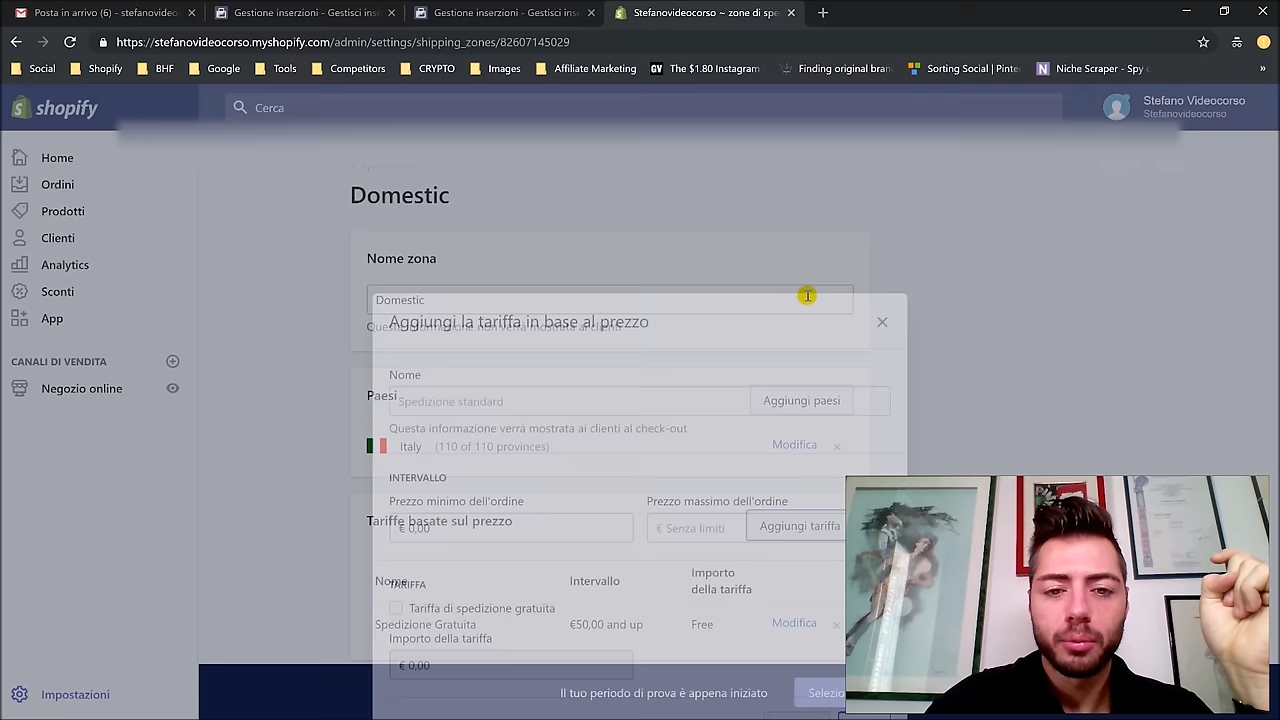 Posta in arrivo (6) - stefanovideo
Gestione inserzioni - Gestisci ins
Gestione inserzioni - Gestisci ins
Stefanovideocorso ~ zone di spe
https://stefanovideocorso.myshopify.com/admin/settings/shipping_zones/82607145029
Social
Shopify
BHF
Google
Tools
Competitors
CRYPTO
Images
Affiliate Marketing
GV The $1.80 Instagram
Finding original bran
Sorting Social | Pinte
N Niche Scraper - Spy
»
shopify
Cerca
Stefano Videocorso
Stefanovideocorso
Home
Ordini
Prodotti
Clienti
Analytics
Sconti
App
CANALI DI VENDITA
Negozio online
Impostazioni
Domestic
Nome zona
Domestic
Aggiungi la tariffa in base al prezzo
Nome
Paesi
Spedizione standard
Aggiungi paesi
Questa informazione verrà mostrata ai clienti al check-out
Italy (110 of 110 provinces)
Modifica
INTERVALLO
Prezzo minimo dell'ordine
Prezzo massimo dell'ordine
Tariffe basate sul prezzo
€ 0,00
€ Senza limiti
Aggiungi tariffa
Nome
Intervallo
Importo
della tariffa
TARIFFA
Tariffa di spedizione gratuita
Spedizione Gratuita
€50,00 and up
Free
Modifica
Importo della tariffa
€ 0,00
Il tuo periodo di prova è appena iniziato
Selezio